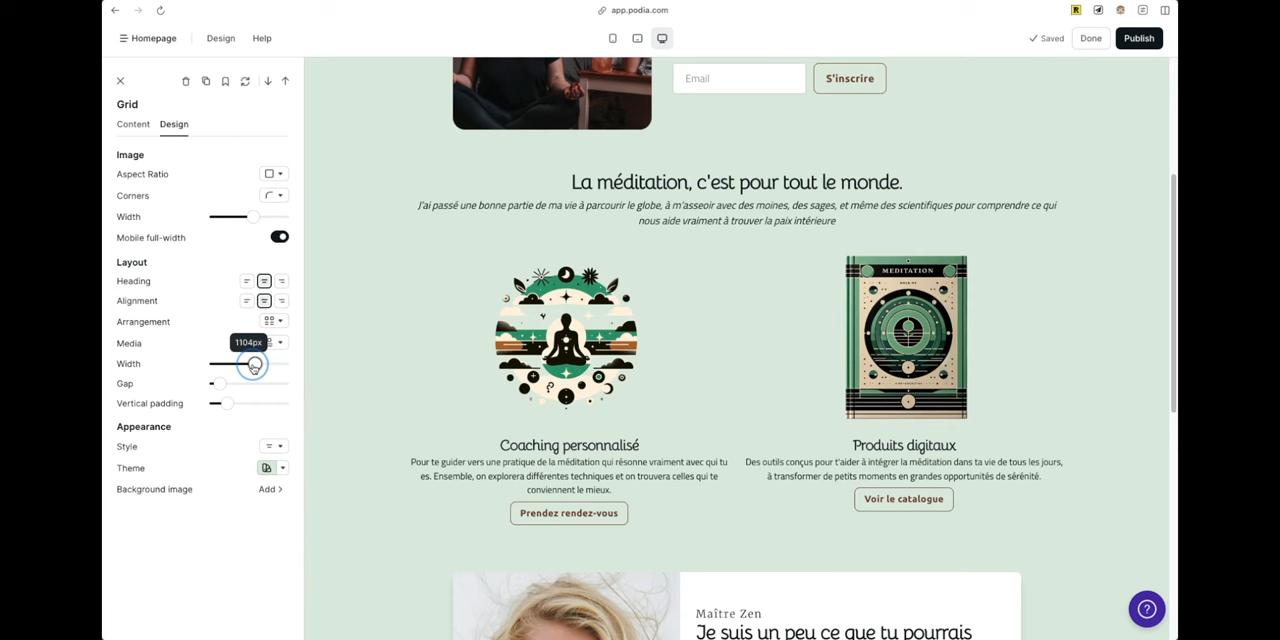 app.podia.com
R
Homepage
Design
Help
Saved
Done
Publish
Grid
Content
Design
Image
Aspect Ratio
Corners
Width
Mobile full-width
Layout
Heading
Alignment
Arrangement
Media
1104px
Width
Gap
Vertical padding
Appearance
Style
Theme
Background image
Add
Email
S'inscrire
La méditation, c'est pour tout le monde.
J'ai passé une bonne partie de ma vie à parcourir le globe, à m'asseoir avec des moines, des sages, et même des scientifiques pour comprendre ce qui
nous aide vraiment à trouver la paix intérieure
MEDITATION
Coaching personnalisé
Pour te guider vers une pratique de la méditation qui résonne vraiment avec qui tu
es. Ensemble, on explorera différentes techniques et on trouvera celles qui te
conviennent le mieux.
Prendez rendez-vous
Produits digitaux
Des outils conçus pour t'aider à intégrer la méditation dans ta vie de tous les jours,
à transformer de petits moments en grandes opportunités de sérénité.
Voir le catalogue
Maître Zen
Je suis un peu ce que tu pourrais